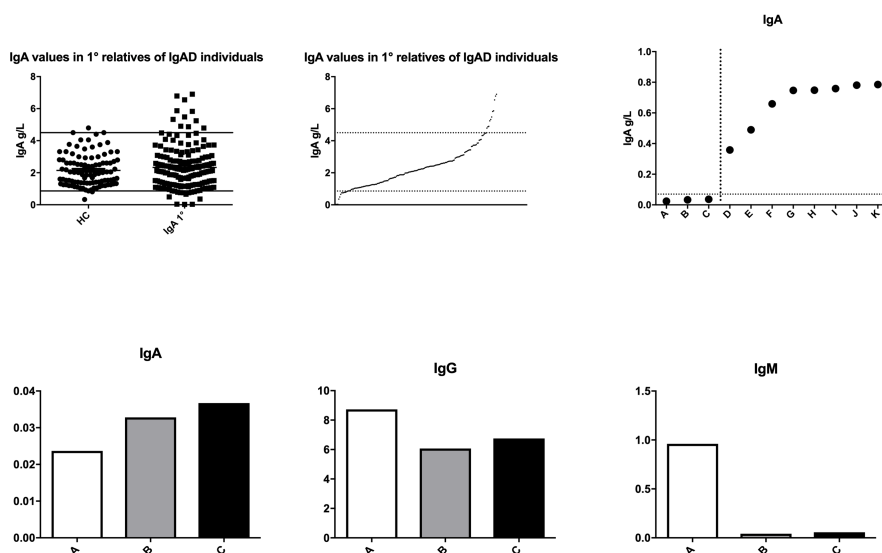 IgA values in 1° relatives of IgAD individuals
IgA g/L
8
6
4
2
0
HC
IgA 1°
IgA values in 1° relatives of IgAD individuals
IgA g/L
8
6
4
2
0
IgA
1.0
0.8
0.6
0.4
0.2
0.0
A
B
C
D
E
F
G
H
I
J
K
IgA
0.04
0.03
0.02
0.01
0.00
A
B
C
IgG
10
8
6
4
2
0
A
B
C
IgM
1.5
1.0
0.5
0.0
A
B
C